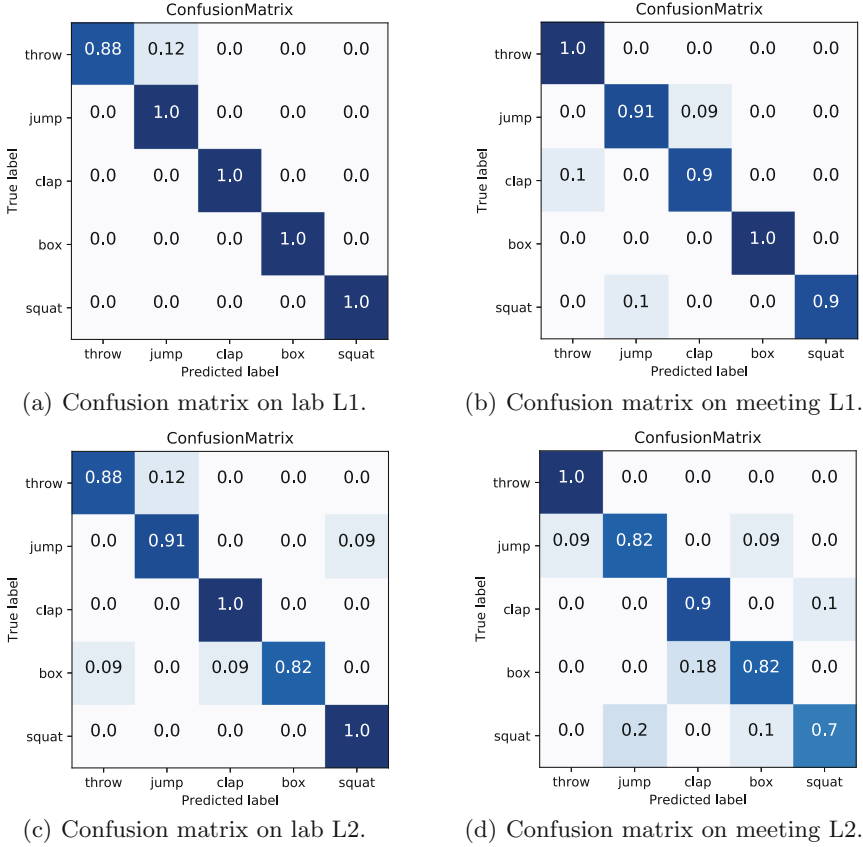 ConfusionMatrix
throw 0.88 0.12 0.0 0.0 0.0
jump 0.0 1.0 0.0 0.0 0.0
clap 0.0 0.0 1.0 0.0 0.0
box 0.0 0.0 0.0 1.0 0.0
squat 0.0 0.0 0.0 0.0 1.0
throw jump clap box squat
True label
Predicted label
(a) Confusion matrix on lab L1.
ConfusionMatrix
throw 1.0 0.0 0.0 0.0 0.0
jump 0.0 0.91 0.09 0.0 0.0
clap 0.1 0.0 0.9 0.0 0.0
box 0.0 0.0 0.0 1.0 0.0
squat 0.0 0.1 0.0 0.0 0.9
throw jump clap box squat
True label
Predicted label
(b) Confusion matrix on meeting L1.
ConfusionMatrix
throw 0.88 0.12 0.0 0.0 0.0
jump 0.0 0.91 0.0 0.0 0.09
clap 0.0 0.0 1.0 0.0 0.0
box 0.09 0.0 0.09 0.82 0.0
squat 0.0 0.0 0.0 0.0 1.0
throw jump clap box squat
True label
Predicted label
(c) Confusion matrix on lab L2.
ConfusionMatrix
throw 1.0 0.0 0.0 0.0 0.0
jump 0.09 0.82 0.0 0.09 0.0
clap 0.0 0.0 0.9 0.0 0.1
box 0.0 0.0 0.18 0.82 0.0
squat 0.0 0.2 0.0 0.1 0.7
throw jump clap box squat
True label
Predicted label
(d) Confusion matrix on meeting L2.